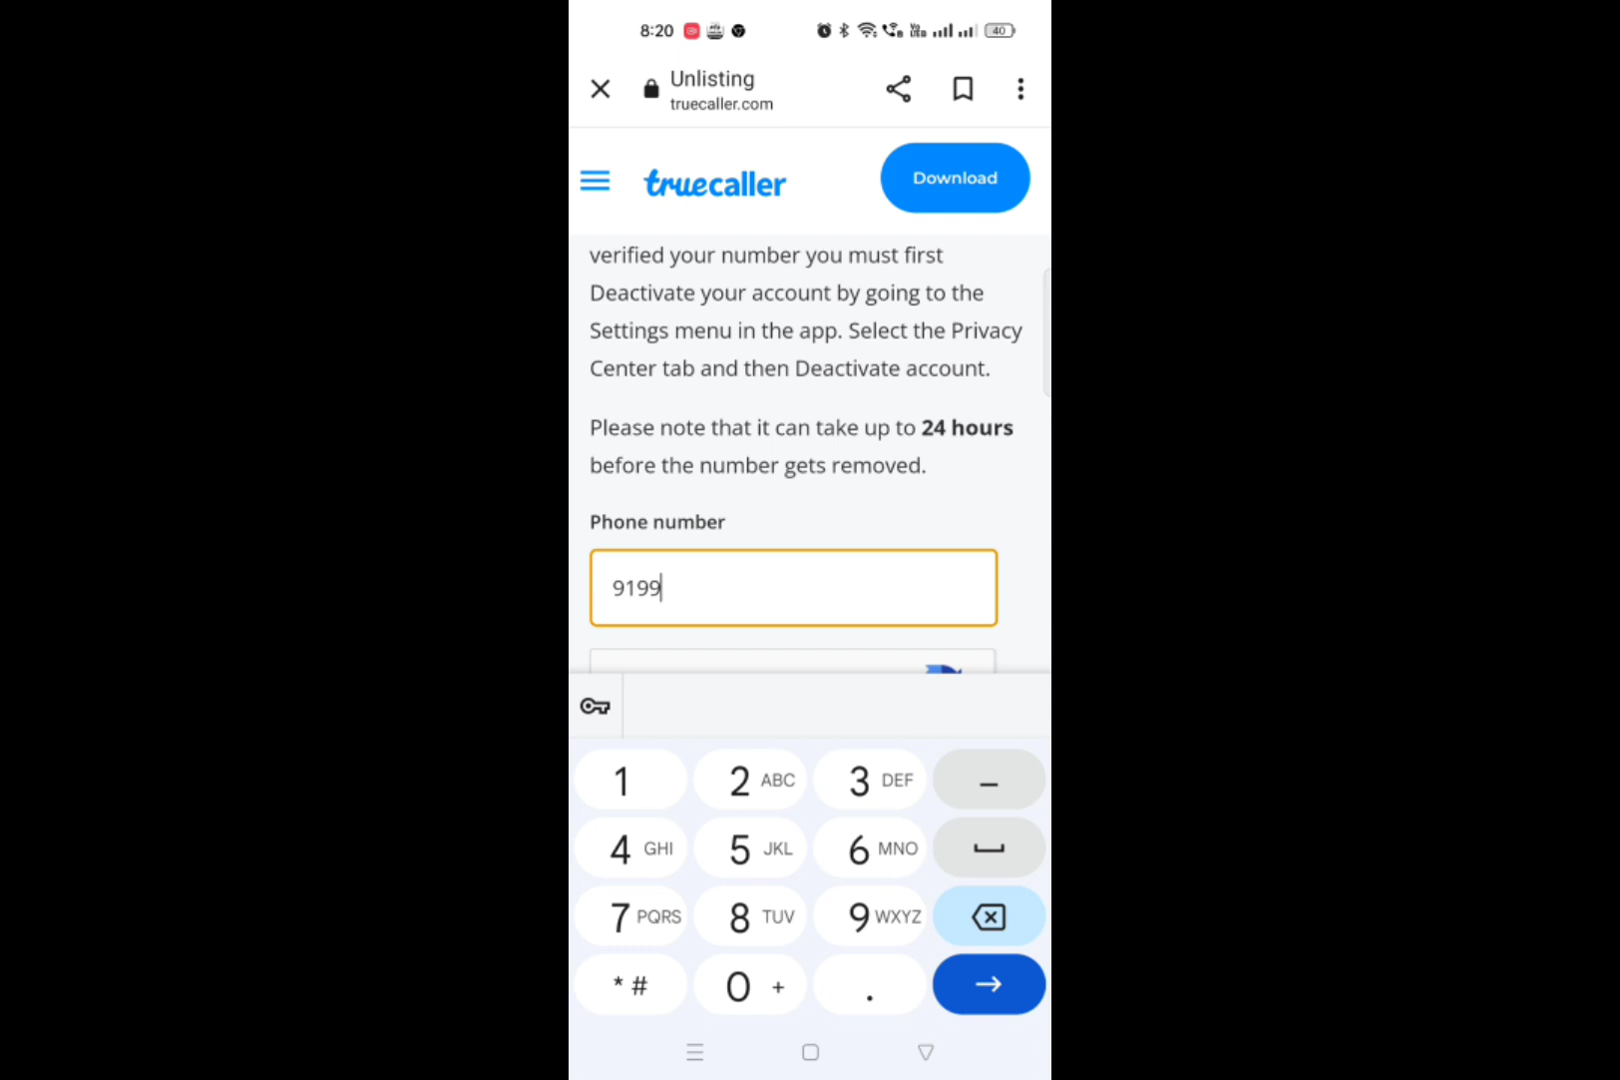 8:20
40
Unlisting
truecaller.com
truecaller
Download
verified your number you must first
Deactivate your account by going to the
Settings menu in the app. Select the Privacy
Center tab and then Deactivate account.
Please note that it can take up to 24 hours
before the number gets removed.
Phone number
9199
1
2 ABC
3 DEF
–
4 GHI
5 JKL
6 MNO
7 PQRS
8 TUV
9 WXYZ
* #
0 +
.